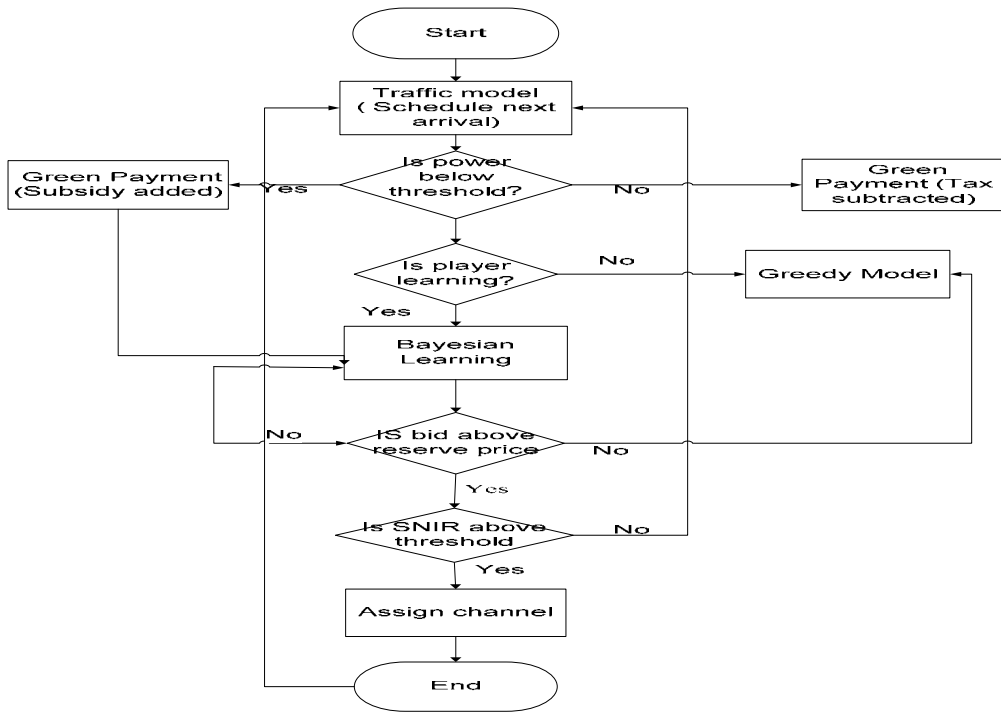 Start
Traffic model
( Schedule next
arrival)
Is power
below
threshold?
Yes
No
Green Payment
(Subsidy added)
Green
Payment (Tax
subtracted)
Is player
learning?
No
Greedy Model
Yes
Bayesian
Learning
No
IS bid above
reserve price
No
Yes
Is SNIR above
threshold
No
Yes
Assign channel
End